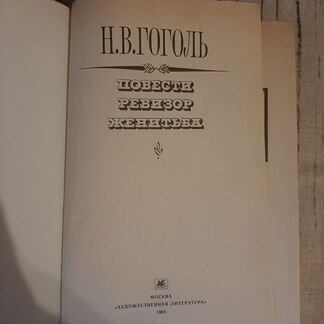 Н.В.ГОГОЛЬ
ПОВЕСТИ
РЕВИЗОР
ЖЕНИТЬБА
МОСКВА
«ХУДОЖЕСТВЕННАЯ ЛИТЕРАТУРА»